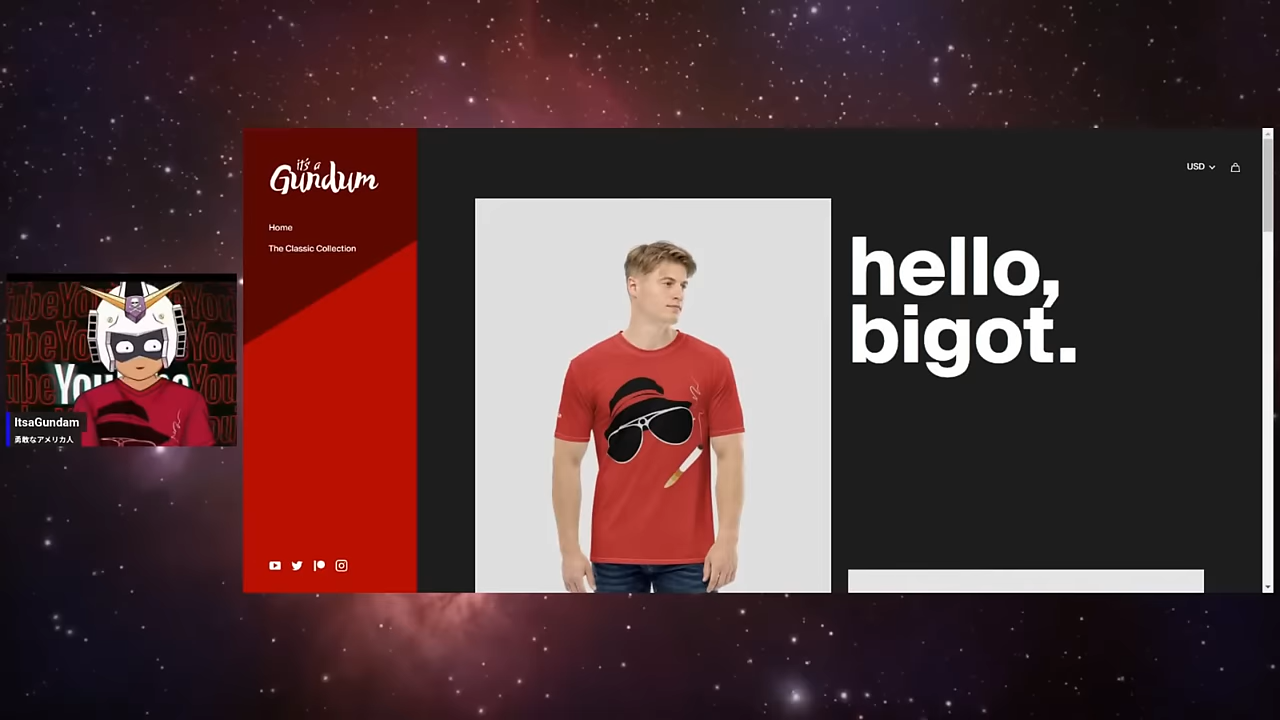 it's a
Gundum
Home
The Classic Collection
USD
hello,
bigot.
ItsaGundam
勇敢なアメリカ人